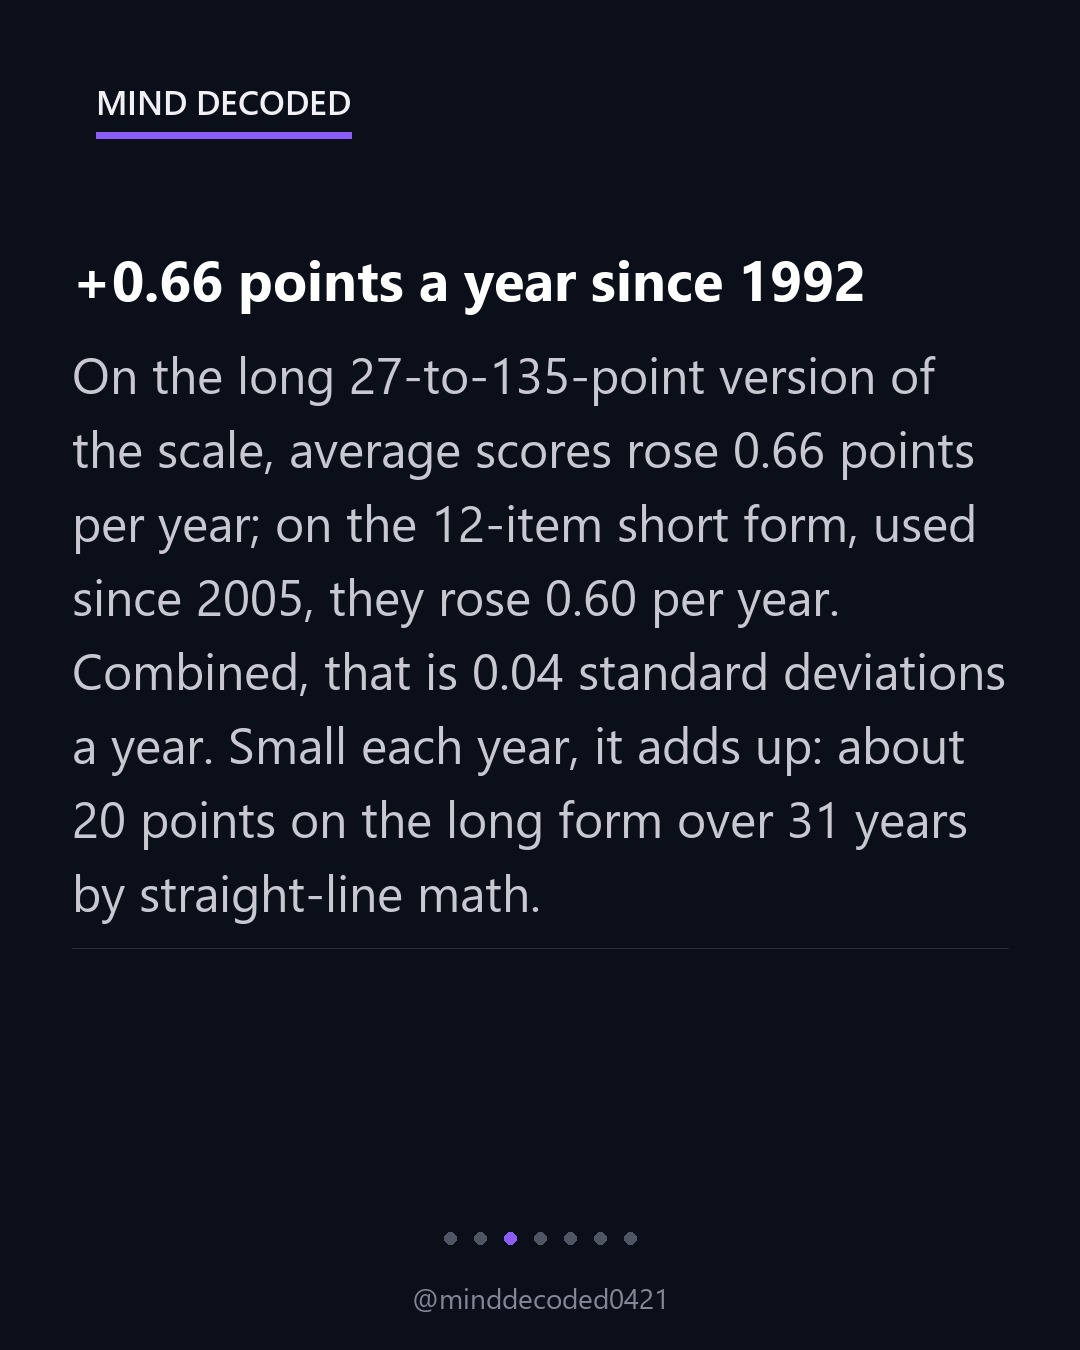 MIND DECODED
+0.66 points a year since 1992
On the long 27-to-135-point version of
the scale, average scores rose 0.66 points
per year; on the 12-item short form, used
since 2005, they rose 0.60 per year.
Combined, that is 0.04 standard deviations
a year. Small each year, it adds up: about
20 points on the long form over 31 years
by straight-line math.
@minddecoded0421